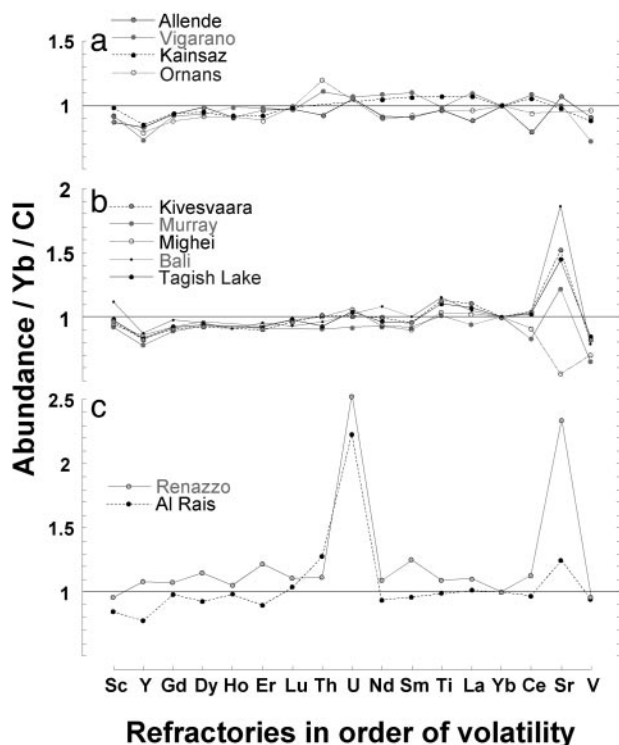 a
Allende
Vigarano
Kainsaz
Ornans
1.5
1
b
Kivesvaara
Murray
Mighei
Bali
Tagish Lake
2
1.5
1
c
Renazzo
Al Rais
2.5
2
1.5
1
Abundance / Yb / CI
Sc Y Gd Dy Ho Er Lu Th U Nd Sm Ti La Yb Ce Sr V
Refractories in order of volatility